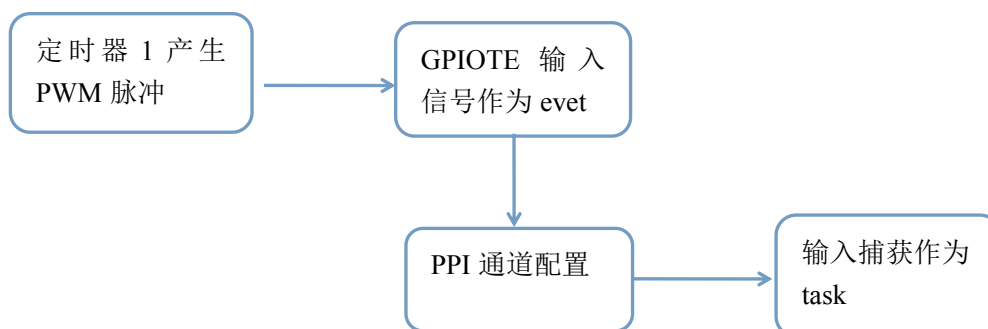 定时器 1 产生
PWM 脉冲
GPIOTE 输入
信号作为 evet
PPI 通道配置
输入捕获作为
task